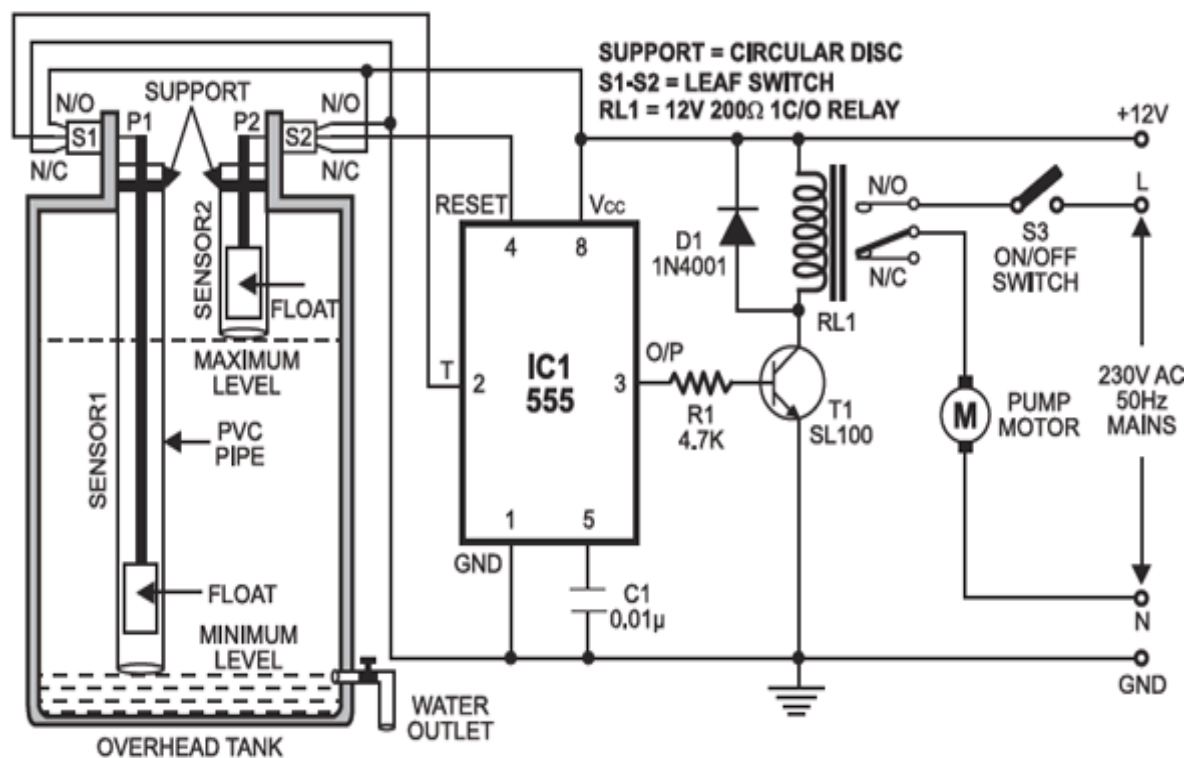 SUPPORT = CIRCULAR DISC
S1-S2 = LEAF SWITCH
RL1 = 12V 200Ω 1C/O RELAY
SUPPORT
N/O
P1
P2
N/O
S1
S2
N/C
N/C
+12V
L
N/O
S3
ON/OFF
SWITCH
N/C
RESET
Vcc
4
8
D1
1N4001
RL1
SENSOR2
FLOAT
MAXIMUM
LEVEL
T
2
IC1
555
3
O/P
R1
4.7K
T1
SL100
M
PUMP
MOTOR
230V AC
50Hz
MAINS
SENSOR1
PVC
PIPE
1
5
GND
C1
0.01µ
FLOAT
MINIMUM
LEVEL
N
GND
WATER
OUTLET
OVERHEAD TANK